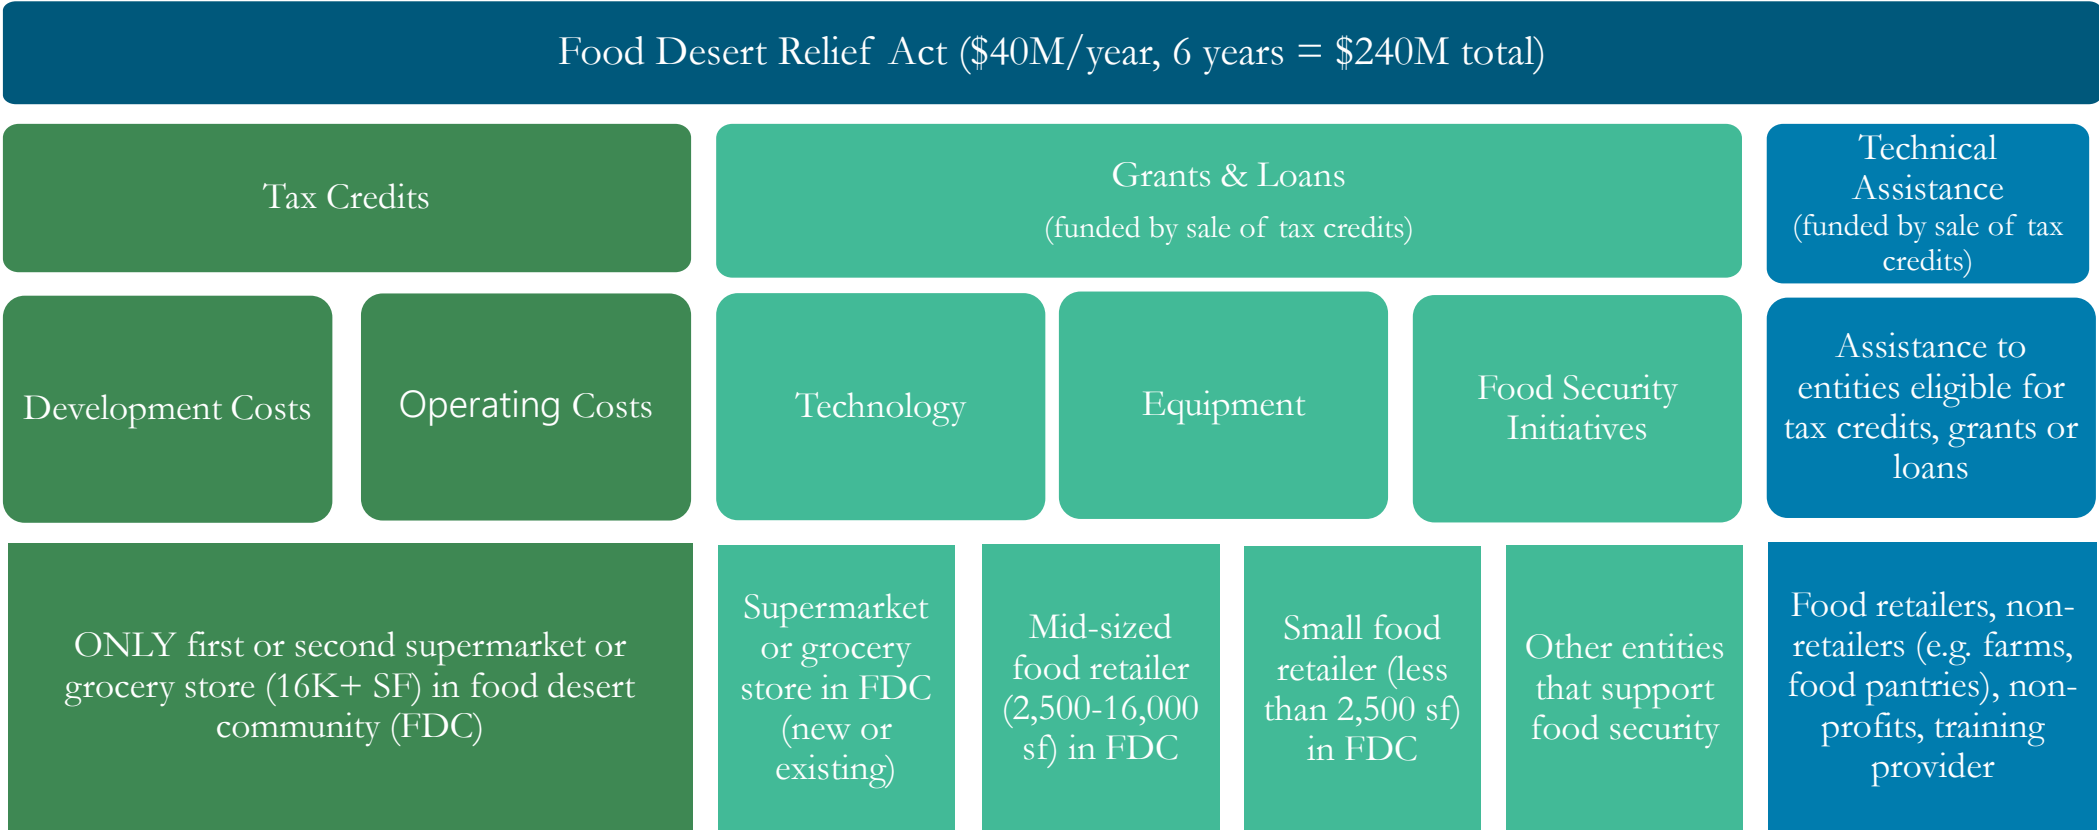 Food Desert Relief Act ($40M/year, 6 years = $240M total)
Tax Credits
Grants & Loans
(funded by sale of tax credits)
Technical
Assistance
(funded by sale of tax
credits)
Development Costs
Operating Costs
Technology
Equipment
Food Security
Initiatives
Assistance to
entities eligible for
tax credits, grants or
loans
ONLY first or second supermarket or
grocery store (16K+ SF) in food desert
community (FDC)
Supermarket
or grocery
store in FDC
(new or
existing)
Mid-sized
food retailer
(2,500-16,000
sf) in FDC
Small food
retailer (less
than 2,500 sf)
in FDC
Other entities
that support
food security
Food retailers, non-
retailers (e.g. farms,
food pantries), non-
profits, training
provider